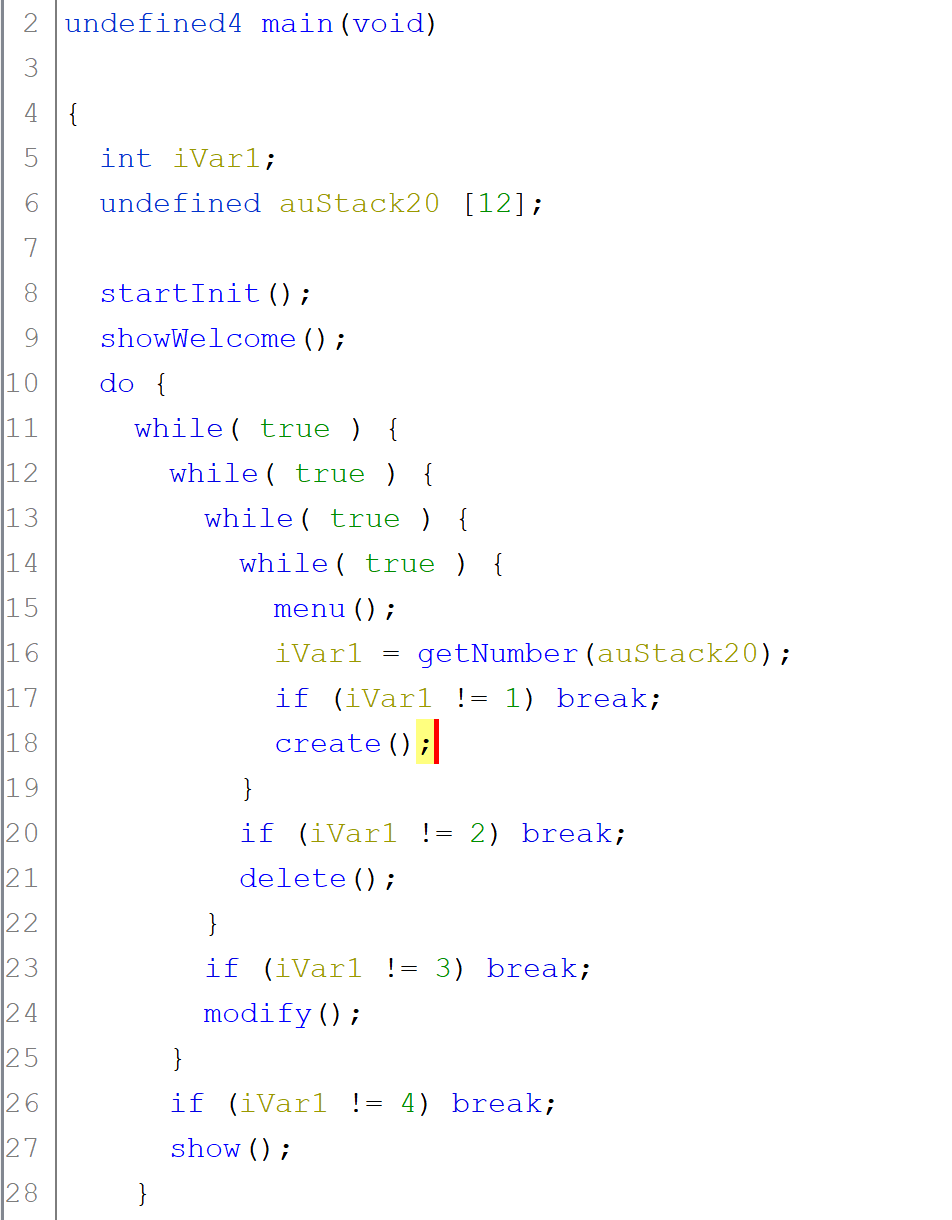 2 undefined4 main(void)
3
4 {
5   int iVar1;
6   undefined auStack20 [12];
7
8   startInit();
9   showWelcome();
10   do {
11     while( true ) {
12       while( true ) {
13         while( true ) {
14           while( true ) {
15             menu();
16             iVar1 = getNumber(auStack20);
17             if (iVar1 != 1) break;
18             create();
19           }
20           if (iVar1 != 2) break;
21           delete();
22         }
23         if (iVar1 != 3) break;
24         modify();
25       }
26       if (iVar1 != 4) break;
27       show();
28     }